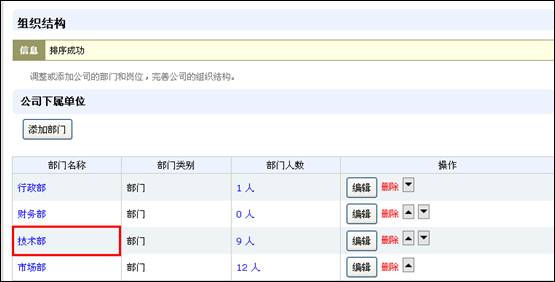 组织结构
信息 排序成功
调整或添加公司的部门和岗位，完善公司的组织结构。
公司下属单位
添加部门
部门名称 部门类别 部门人数 操作
行政部 部门 1 人 编辑 删除
财务部 部门 0 人 编辑 删除
技术部 部门 9 人 编辑 删除
市场部 部门 12 人 编辑 删除